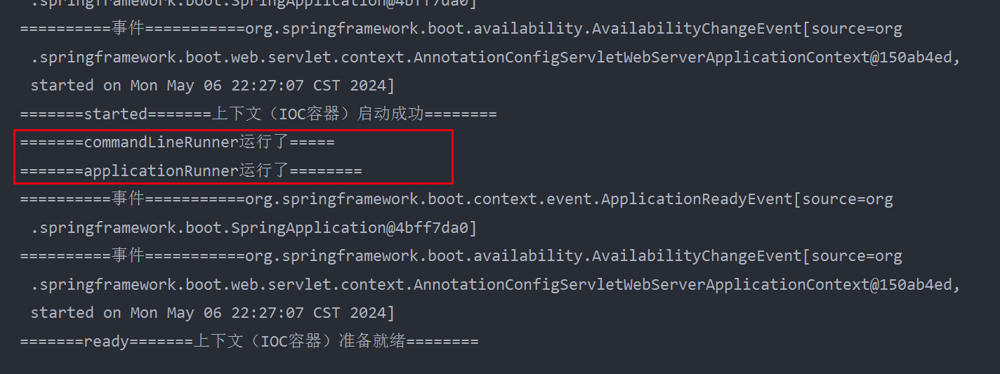 .springframework.boot.SpringApplication@4bff7da0]
==========事件===========org.springframework.boot.availability.AvailabilityChangeEvent[source=org
.springframework.boot.web.servlet.context.AnnotationConfigServletWebServerApplicationContext@150ab4ed,
started on Mon May 06 22:27:07 CST 2024]
=======started=======上下文（IOC容器）启动成功========
=======commandLineRunner运行了=====
=======applicationRunner运行了========
==========事件===========org.springframework.boot.context.event.ApplicationReadyEvent[source=org
.springframework.boot.SpringApplication@4bff7da0]
==========事件===========org.springframework.boot.availability.AvailabilityChangeEvent[source=org
.springframework.boot.web.servlet.context.AnnotationConfigServletWebServerApplicationContext@150ab4ed,
started on Mon May 06 22:27:07 CST 2024]
=======ready=======上下文（IOC容器）准备就绪========